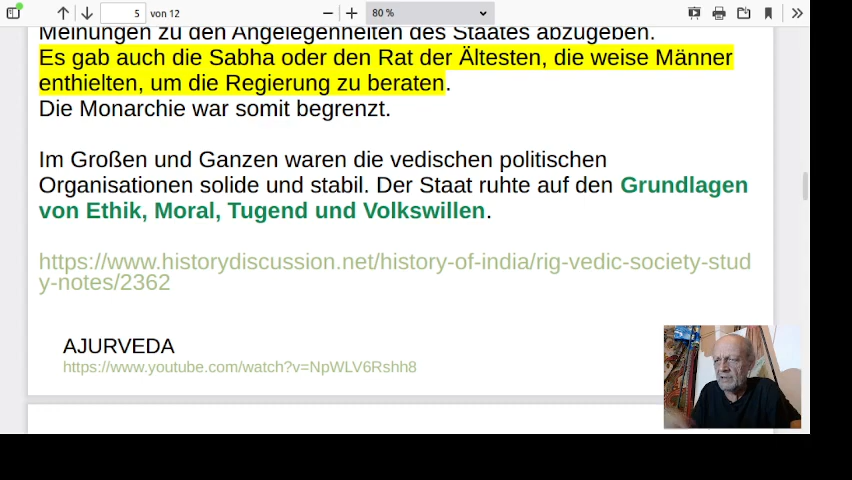 5 von 12
80 %
Meinungen zu den Angelegenheiten des Staates abzugeben.
Es gab auch die Sabha oder den Rat der Ältesten, die weise Männer
enthielten, um die Regierung zu beraten.
Die Monarchie war somit begrenzt.
Im Großen und Ganzen waren die vedischen politischen
Organisationen solide und stabil. Der Staat ruhte auf den Grundlagen
von Ethik, Moral, Tugend und Volkswillen.
https://www.historydiscussion.net/history-of-india/rig-vedic-society-stud
y-notes/2362
AJURVEDA
https://www.youtube.com/watch?v=NpWLV6Rshh8